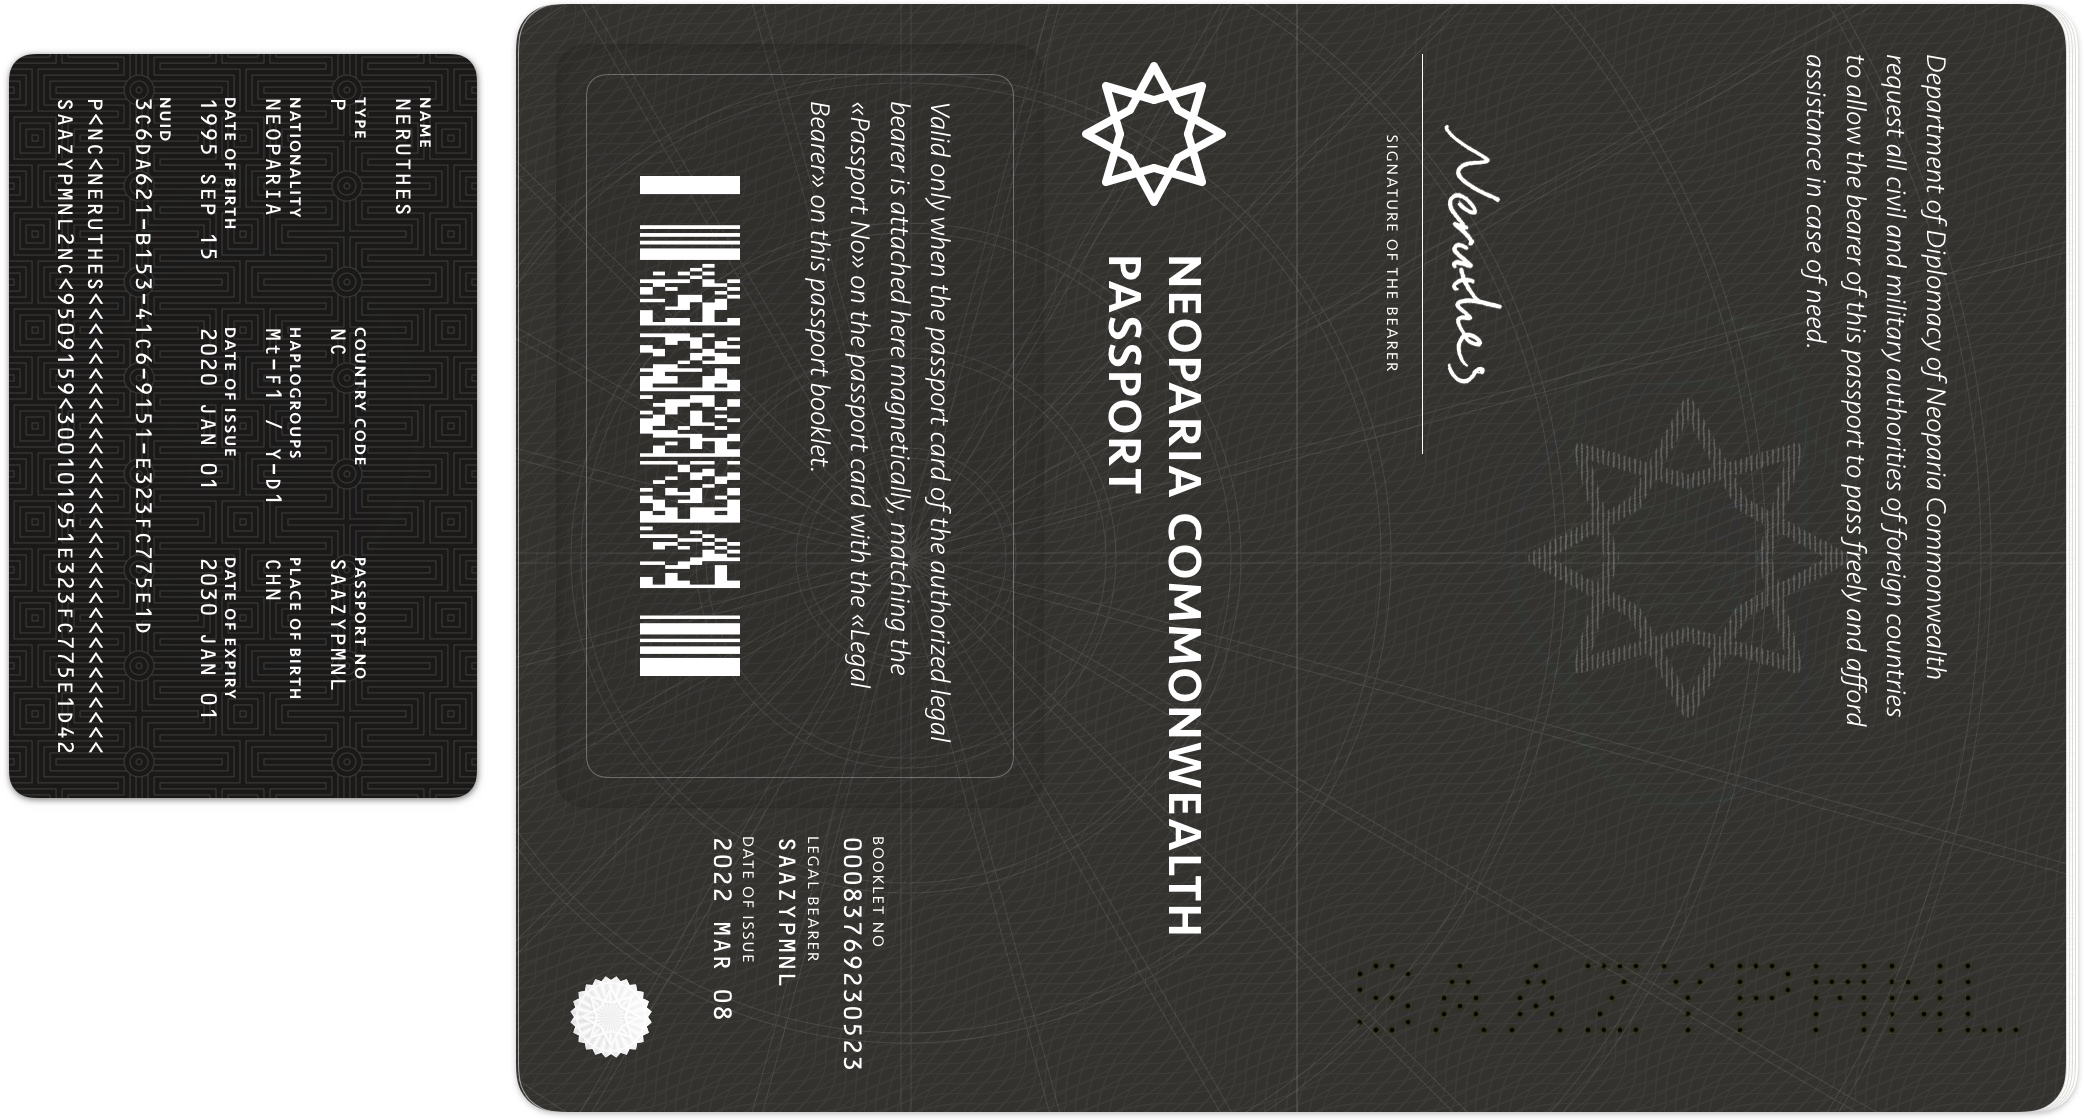 NAME
NERUTHES
TYPE
P
COUNTRY CODE
NC
PASSPORT NO
SAAZYPMNL
NATIONALITY
NEOPARIA
HAPLOGROUPS
Mt-F1 / Y-D1
PLACE OF BIRTH
CHN
DATE OF BIRTH
1995 SEP 15
DATE OF ISSUE
2020 JAN 01
DATE OF EXPIRY
2030 JAN 01
NUID
3C6DA621-B153-41C6-9151-E323FC775E1D
P<NC<NERUTHES<<<<<<<<<<<<<<<<<<<<<<<<<<<<<<<
SAAZYPMNL2NC<9509159<300101951E323FC775E1D42
Department of Diplomacy of Neoparia Commonwealth
request all civil and military authorities of foreign countries
to allow the bearer of this passport to pass freely and afford
assistance in case of need.
Neruthes
SIGNATURE OF THE BEARER
SAAZYPMNL
NEOPARIA COMMONWEALTH
PASSPORT
Valid only when the passport card of the authorized legal
bearer is attached here magnetically, matching the
«Passport No» on the passport card with the «Legal
Bearer» on this passport booklet.
BOOKLET NO
00083769230523
LEGAL BEARER
SAAZYPMNL
DATE OF ISSUE
2022 MAR 08